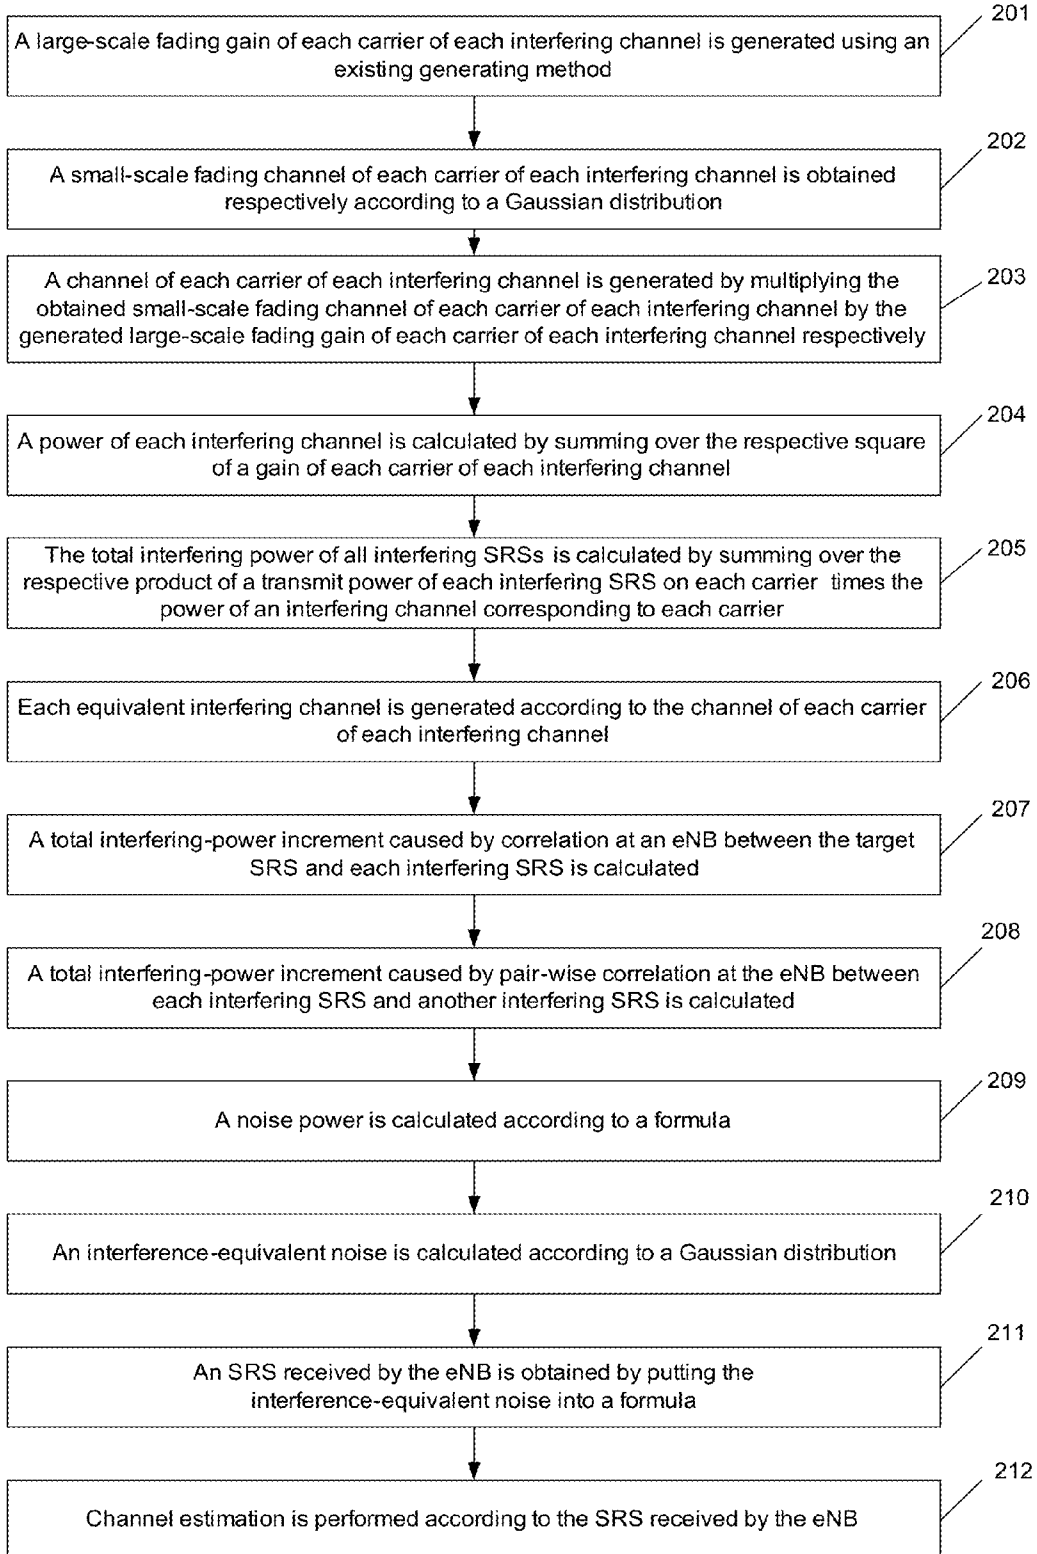 201
A large-scale fading gain of each carrier of each interfering channel is generated using an
existing generating method
202
A small-scale fading channel of each carrier of each interfering channel is obtained
respectively according to a Gaussian distribution
203
A channel of each carrier of each interfering channel is generated by multiplying the
obtained small-scale fading channel of each carrier of each interfering channel by the
generated large-scale fading gain of each carrier of each interfering channel respectively
204
A power of each interfering channel is calculated by summing over the respective square
of a gain of each carrier of each interfering channel
205
The total interfering power of all interfering SRSs is calculated by summing over the
respective product of a transmit power of each interfering SRS on each carrier times the
power of an interfering channel corresponding to each carrier
206
Each equivalent interfering channel is generated according to the channel of each carrier
of each interfering channel
207
A total interfering-power increment caused by correlation at an eNB between the target
SRS and each interfering SRS is calculated
208
A total interfering-power increment caused by pair-wise correlation at the eNB between
each interfering SRS and another interfering SRS is calculated
209
A noise power is calculated according to a formula
210
An interference-equivalent noise is calculated according to a Gaussian distribution
211
An SRS received by the eNB is obtained by putting the
interference-equivalent noise into a formula
212
Channel estimation is performed according to the SRS received by the eNB